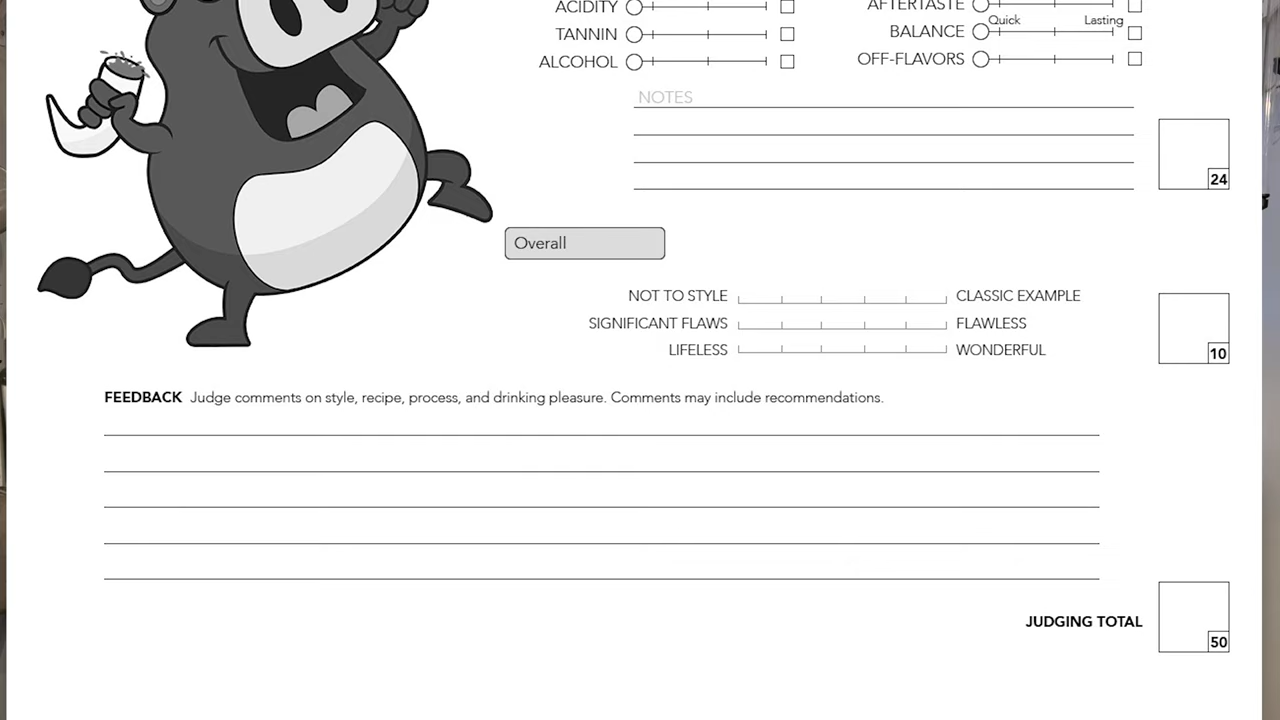 ACIDITY AFTERTASTE
Quick Lasting
TANNIN BALANCE
ALCOHOL OFF-FLAVORS
NOTES
24
Overall
NOT TO STYLE CLASSIC EXAMPLE
SIGNIFICANT FLAWS FLAWLESS
LIFELESS WONDERFUL
10
FEEDBACK Judge comments on style, recipe, process, and drinking pleasure. Comments may include recommendations.
JUDGING TOTAL
50